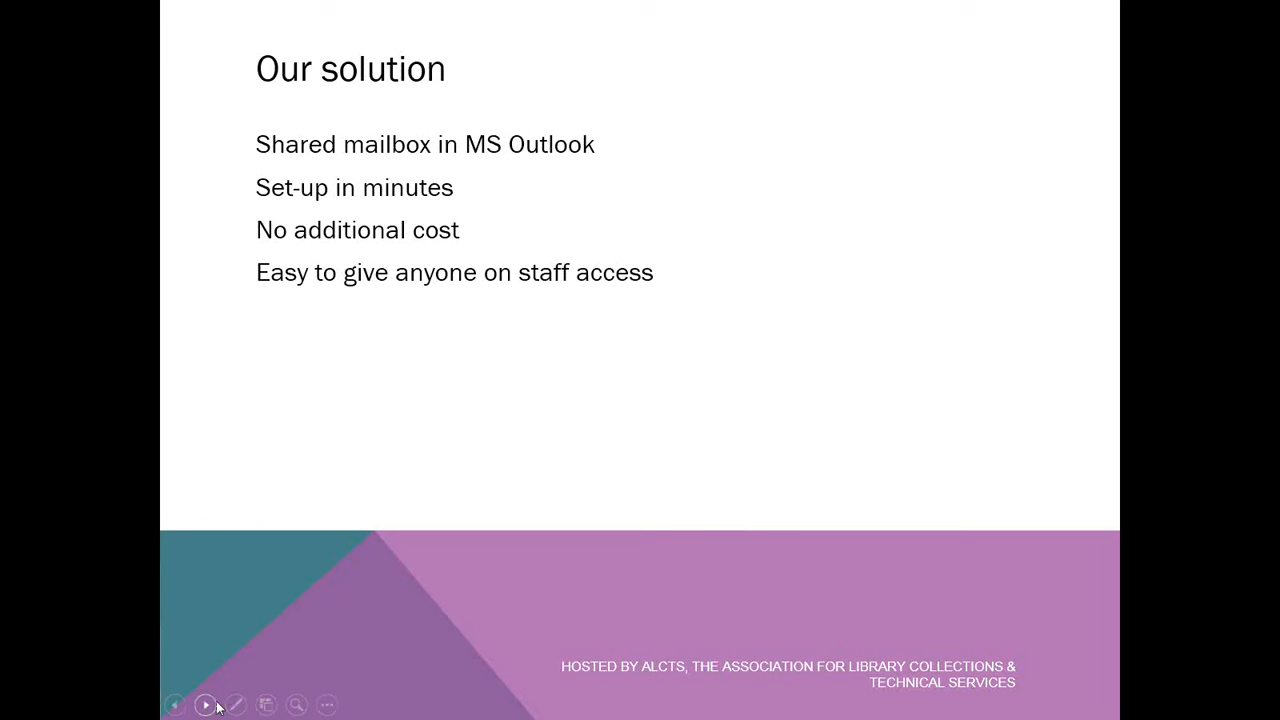 Our solution
Shared mailbox in MS Outlook
Set-up in minutes
No additional cost
Easy to give anyone on staff access
HOSTED BY ALCTS, THE ASSOCIATION FOR LIBRARY COLLECTIONS &
TECHNICAL SERVICES